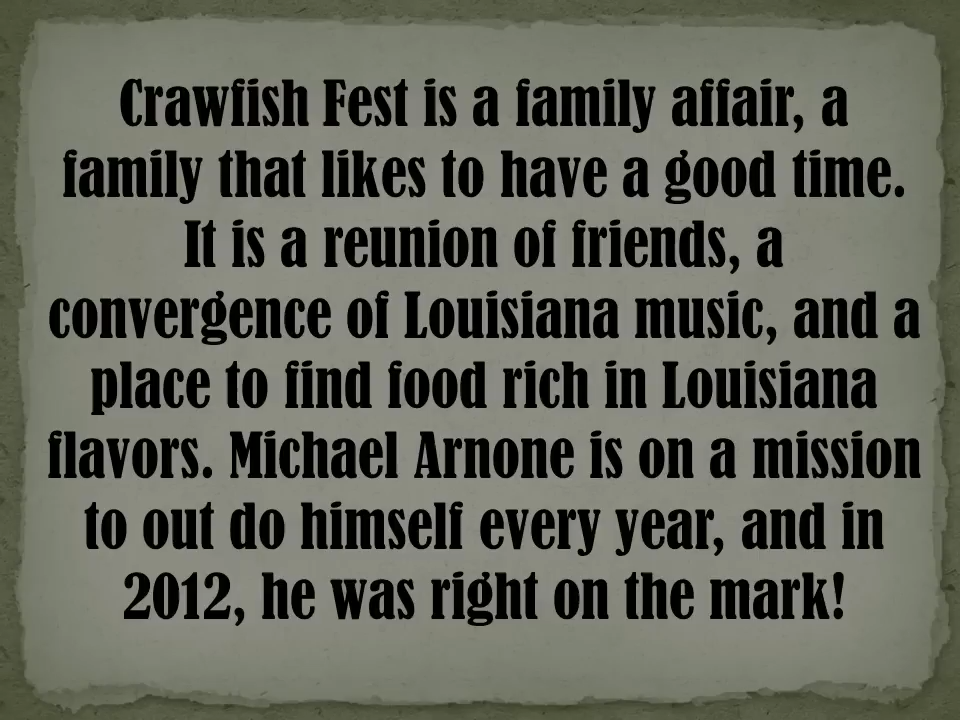 Crawfish Fest is a family affair, a
family that likes to have a good time.
It is a reunion of friends, a
convergence of Louisiana music, and a
place to find food rich in Louisiana
flavors. Michael Arnone is on a mission
to out do himself every year, and in
2012, he was right on the mark!